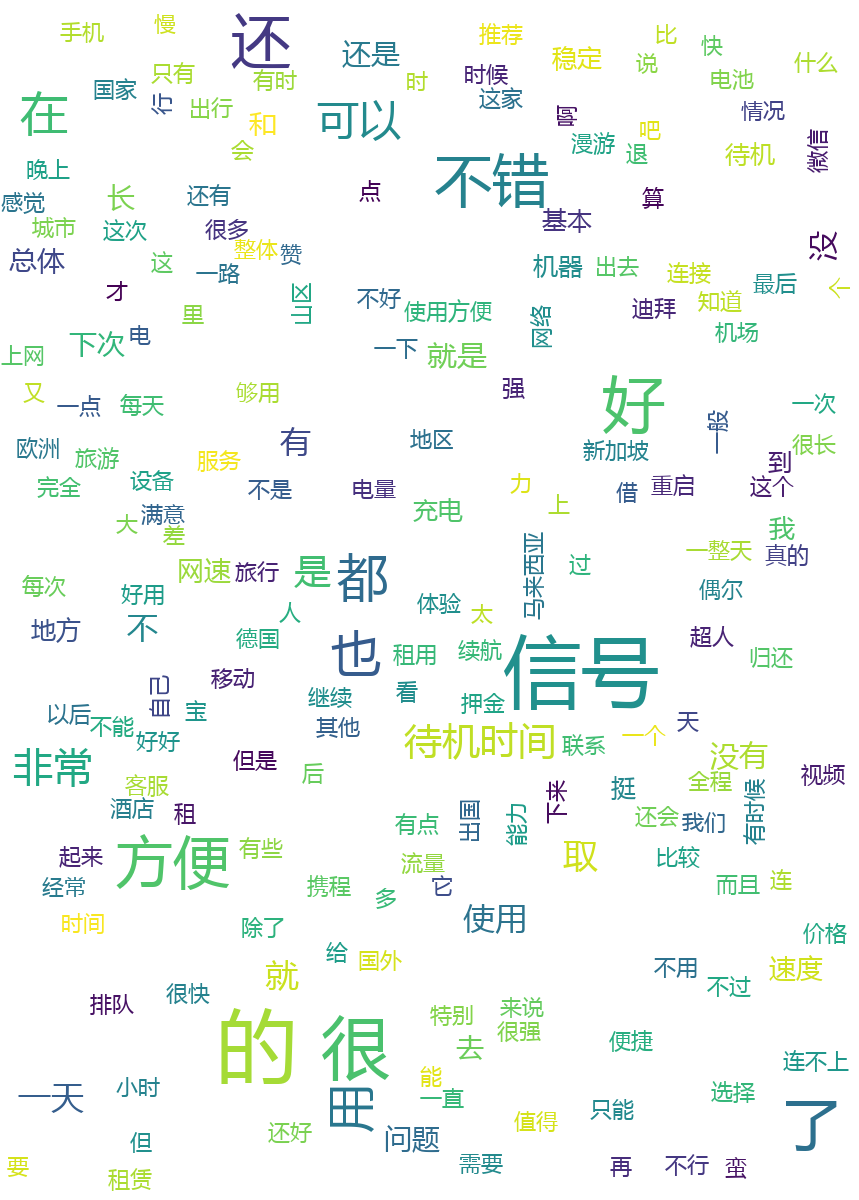 还
慢
手机
推荐
比
快
还是
稳定
说
什么
只有
有时
时
时候
电池
国家
在
行
出行
可以
这家
和
啊
情况
吧
漫游
微信
会
不错
退
待机
晚上
长
还有
点
算
感觉
城市
这次
很多
基本
没
整体
赞
总体
这
一路
机器
出去
连接
最后
才
山区
不好
个
里
使用方便
迪拜
知道
电
网络
机场
下次
一下
就是
上网
又
一点
每天
够用
强
好
一次
有
地区
一般
很长
欧洲
旅游
服务
新加坡
到
完全
设备
不是
电量
力
借
重启
这个
大
满意
差
充电
上
我
马来西亚
一整天
真的
网速
旅行
是
都
过
每次
好用
体验
偶尔
人
太
地方
不
德国
也
租用
续航
信号
超人
归还
移动
自己
宝
继续
看
押金
以后
不能
其他
天
好好
待机时间
联系
一个
没有
非常
但是
后
客服
挺
全程
视频
酒店
租
出国
能力
下来
还会
我们
有时候
有点
起来
方便
有些
流量
取
比较
经常
携程
它
多
而且
连
时间
除了
使用
价格
给
国外
不用
速度
就
不过
排队
很快
的
很
特别
来说
很强
去
便捷
连不上
能
一天
小时
用
一直
只能
选择
了
还好
问题
值得
但
要
租赁
需要
再
不行
蛮